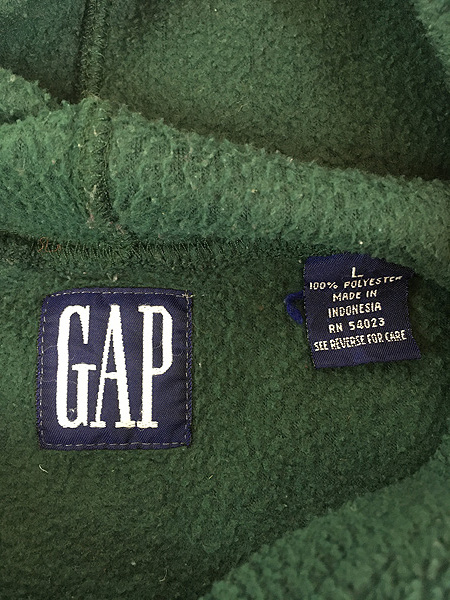 GAP
L
100% POLYESTER
MADE IN
INDONESIA
RN 54023
SEE REVERSE FOR CARE